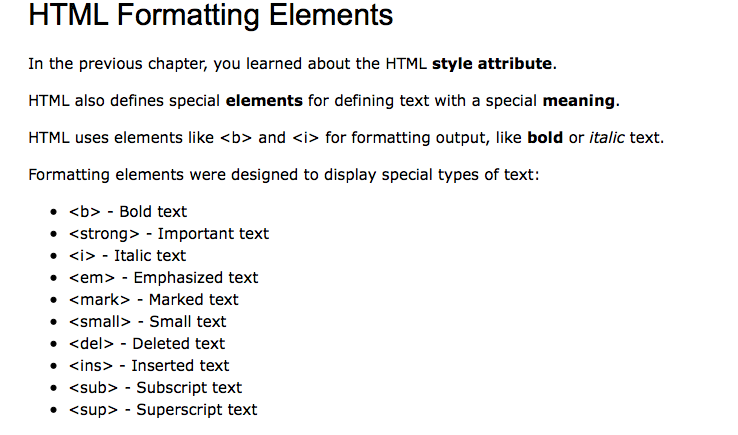 HTML Formatting Elements
In the previous chapter, you learned about the HTML style attribute.
HTML also defines special elements for defining text with a special meaning.
HTML uses elements like <b> and <i> for formatting output, like bold or italic text.
Formatting elements were designed to display special types of text:
• <b> - Bold text
• <strong> - Important text
• <i> - Italic text
• <em> - Emphasized text
• <mark> - Marked text
• <small> - Small text
• <del> - Deleted text
• <ins> - Inserted text
• <sub> - Subscript text
• <sup> - Superscript text